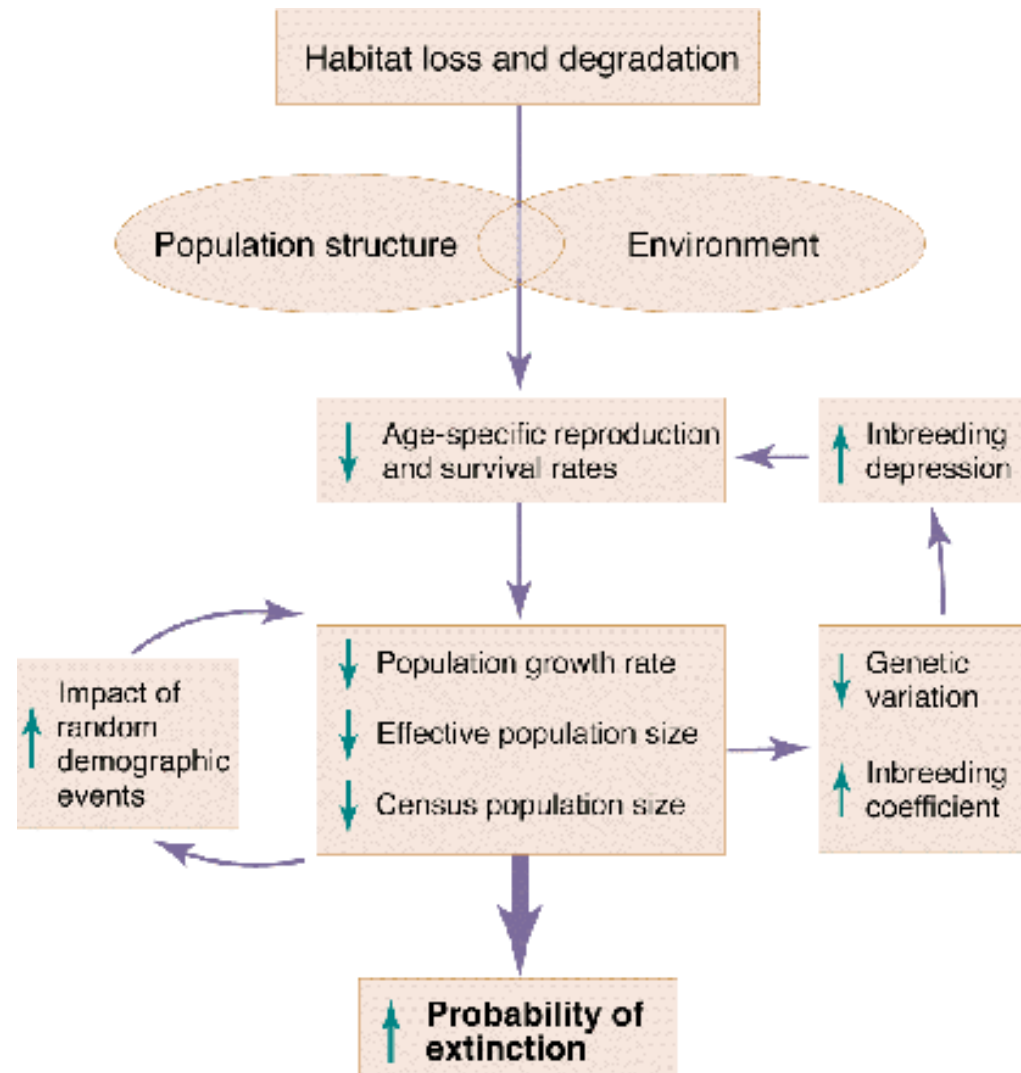 Habitat loss and degradation
Population structure
Environment
Age-specific reproduction
and survival rates
Inbreeding
depression
Population growth rate
Effective population size
Census population size
Genetic
variation
Inbreeding
coefficient
Impact of
random
demographic
events
Probability of
extinction